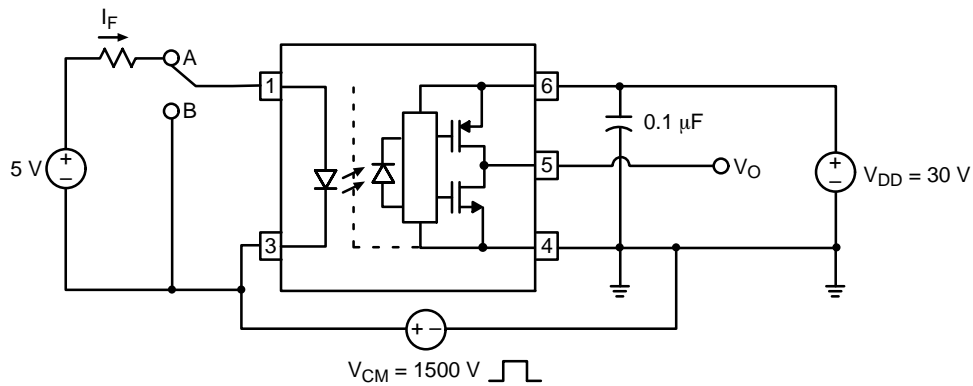 I_F
A
B
5 V
+
−
1
3
6
5
4
0.1 μF
V_O
+
−
V_DD = 30 V
+ −
V_CM = 1500 V